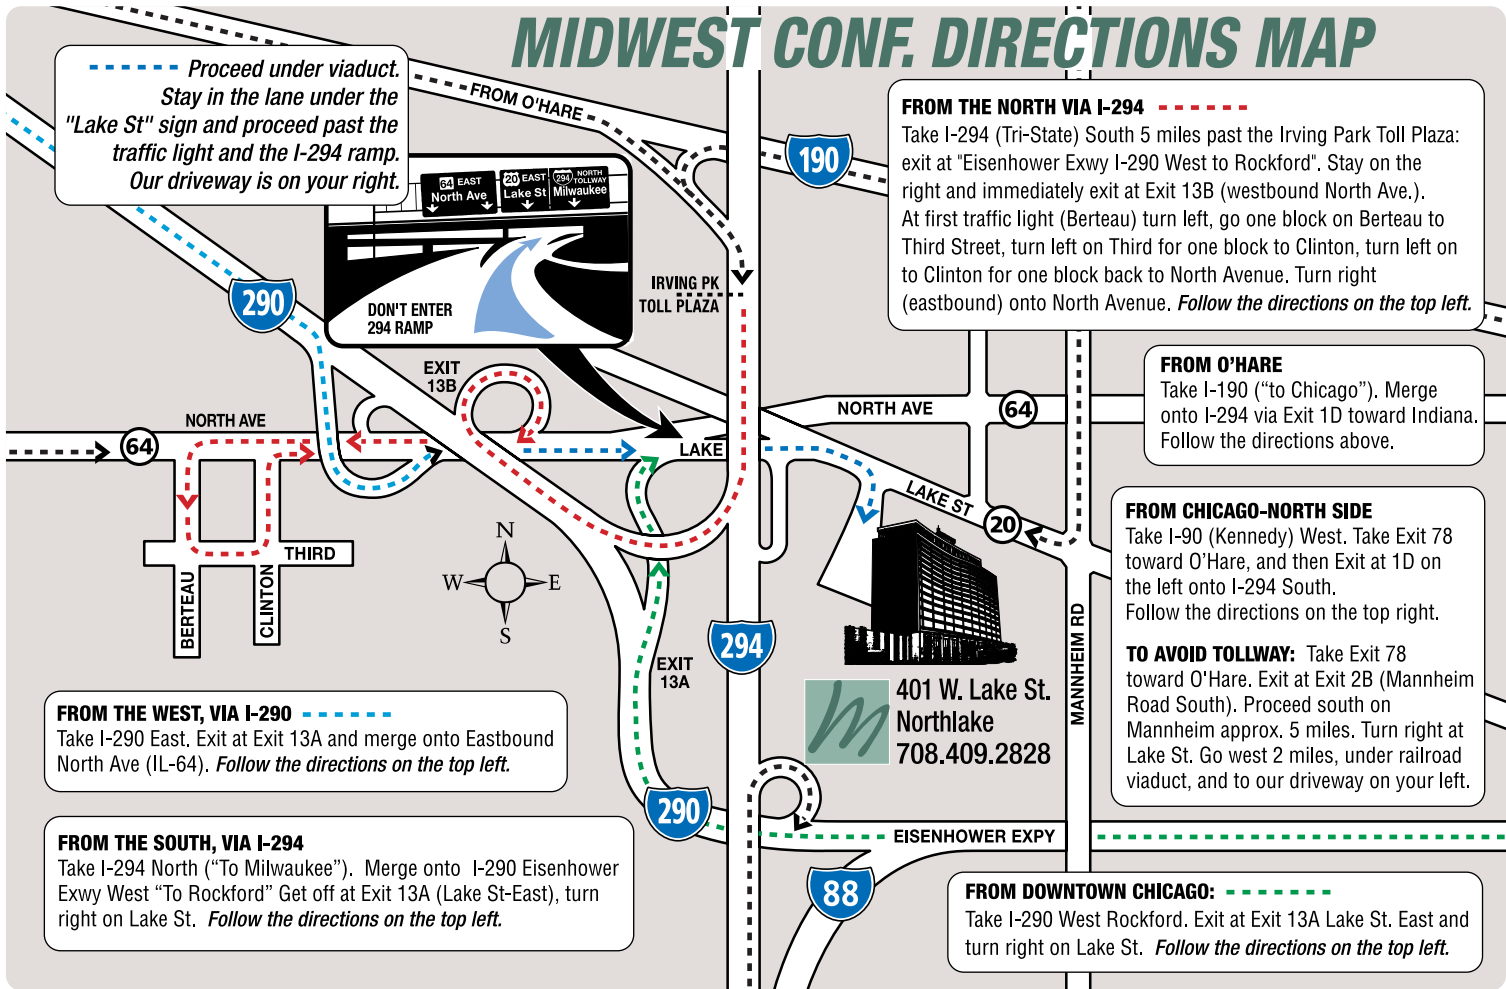 MIDWEST CONF. DIRECTIONS MAP
Proceed under viaduct.
Stay in the lane under the
"Lake St" sign and proceed past the
traffic light and the I-294 ramp.
Our driveway is on your right.
FROM O'HARE
190
64 EAST
North Ave
20 EAST
Lake St
294 NORTH
TOLLWAY
Milwaukee
DON'T ENTER
294 RAMP
IRVING PK
TOLL PLAZA
290
FROM THE NORTH VIA I-294
Take I-294 (Tri-State) South 5 miles past the Irving Park Toll Plaza:
exit at "Eisenhower Exwy I-290 West to Rockford". Stay on the
right and immediately exit at Exit 13B (westbound North Ave.).
At first traffic light (Berteau) turn left, go one block on Berteau to
Third Street, turn left on Third for one block to Clinton, turn left on
to Clinton for one block back to North Avenue. Turn right
(eastbound) onto North Avenue. Follow the directions on the top left.
FROM O'HARE
Take I-190 (“to Chicago”). Merge
onto I-294 via Exit 1D toward Indiana.
Follow the directions above.
EXIT
13B
NORTH AVE
64
NORTH AVE
64
LAKE
LAKE ST
20
THIRD
BERTEAU
CLINTON
N
W
E
S
EXIT
13A
294
MANNHEIM RD
FROM CHICAGO-NORTH SIDE
Take I-90 (Kennedy) West. Take Exit 78
toward O’Hare, and then Exit at 1D on
the left onto I-294 South.
Follow the directions on the top right.
TO AVOID TOLLWAY: Take Exit 78
toward O'Hare. Exit at Exit 2B (Mannheim
Road South). Proceed south on
Mannheim approx. 5 miles. Turn right at
Lake St. Go west 2 miles, under railroad
viaduct, and to our driveway on your left.
401 W. Lake St.
Northlake
708.409.2828
FROM THE WEST, VIA I-290
Take I-290 East. Exit at Exit 13A and merge onto Eastbound
North Ave (IL-64). Follow the directions on the top left.
290
EISENHOWER EXPY
88
FROM THE SOUTH, VIA I-294
Take I-294 North (“To Milwaukee”). Merge onto I-290 Eisenhower
Exwy West “To Rockford” Get off at Exit 13A (Lake St-East), turn
right on Lake St. Follow the directions on the top left.
FROM DOWNTOWN CHICAGO:
Take I-290 West Rockford. Exit at Exit 13A Lake St. East and
turn right on Lake St. Follow the directions on the top left.